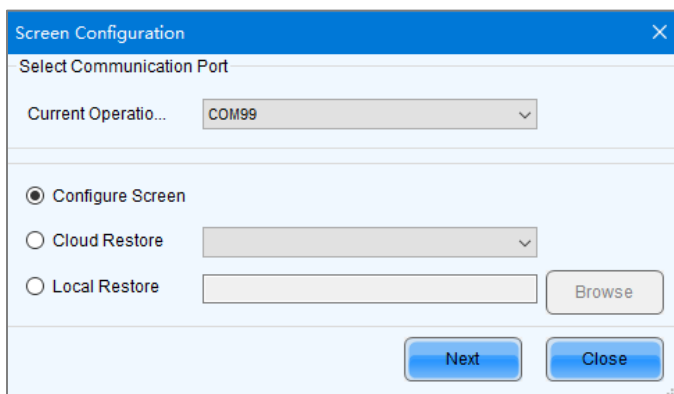 Screen Configuration
Select Communication Port
Current Operatio... COM99
Configure Screen
Cloud Restore
Local Restore Browse
Next Close